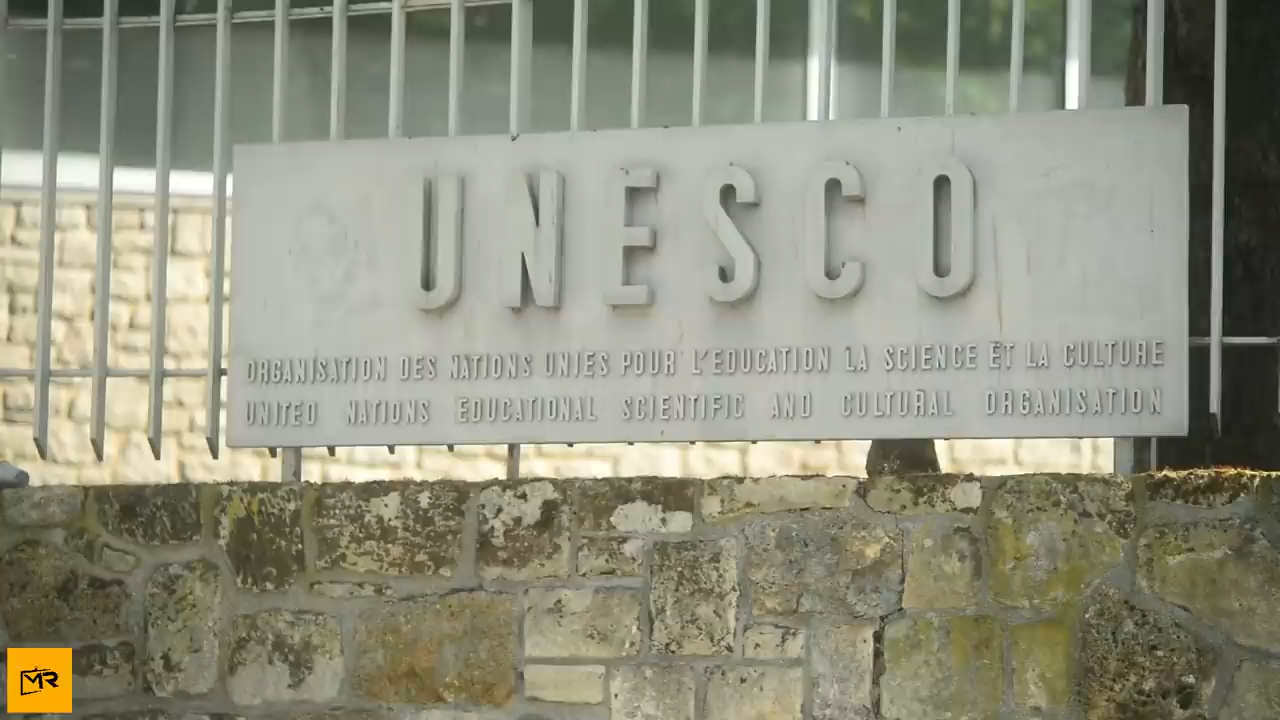 UNESCO
ORGANISATION DES NATIONS UNIES POUR L'EDUCATION LA SCIENCE ET LA CULTURE
UNITED NATIONS EDUCATIONAL SCIENTIFIC AND CULTURAL ORGANISATION
MR